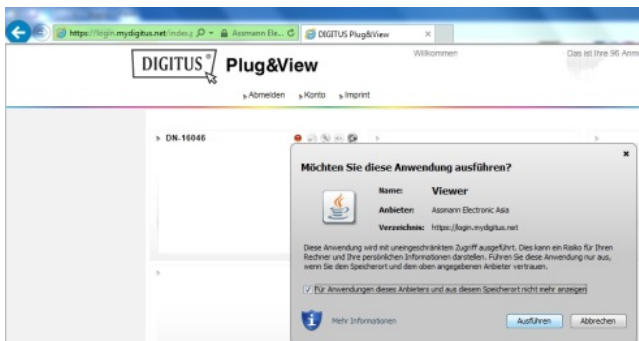 https://login.mydigitus.net/index.p
Assmann Ele...
DIGITUS Plug&View
DIGITUS®
Plug&View
Willkommen
Das ist Ihre 96 Anm
Abmelden
Konto
Imprint
DN-16046
Möchten Sie diese Anwendung ausführen?
Name: Viewer
Anbieter: Assmann Electronic Asia
Verzeichnis: https://login.mydigitus.net
Diese Anwendung wird mit uneingeschränktem Zugriff ausgeführt. Dies kann ein Risiko für Ihren
Rechner und Ihre persönlichen Informationen darstellen. Führen Sie diese Anwendung nur aus,
wenn Sie dem Speicherort und dem oben angegebenen Anbieter vertrauen.
Für Anwendungen dieses Anbieters und aus diesem Speicherort nicht mehr anzeigen
Mehr Informationen
Ausführen
Abbrechen